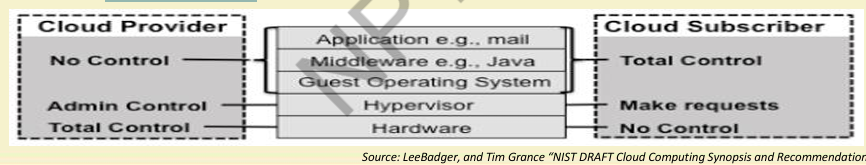 Cloud Provider
Cloud Subscriber
Application e.g., mail
No Control
Middleware e.g., Java
Total Control
Guest Operating System
Admin Control
Hypervisor
Make requests
Total Control
Hardware
No Control
Source: LeeBadger, and Tim Grance "NIST DRAFT Cloud Computing Synopsis and Recommendation